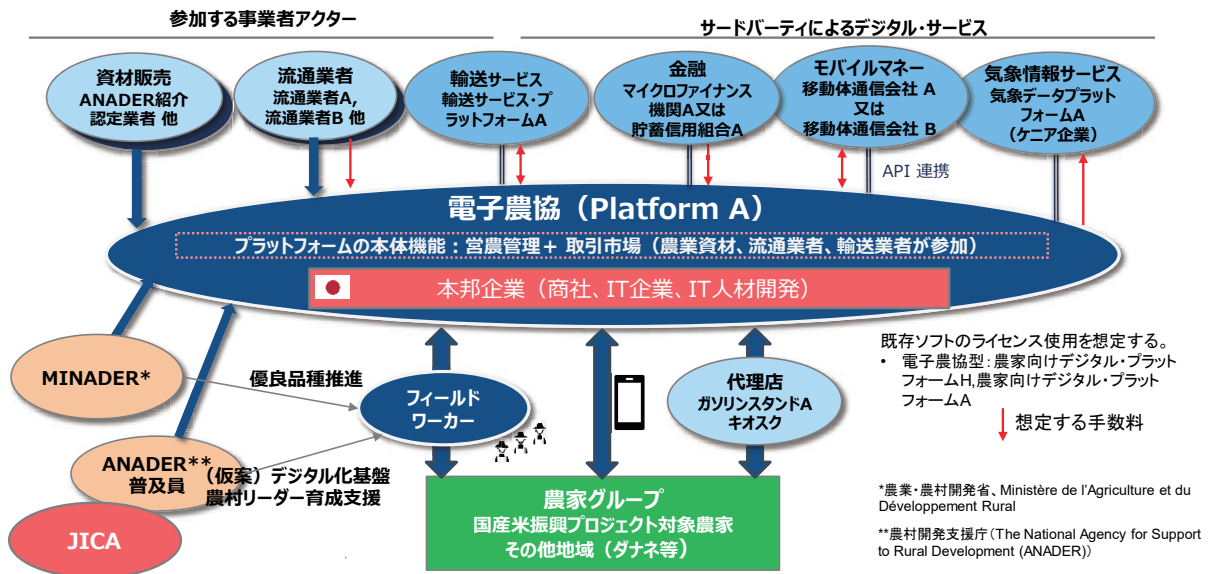 参加する事業者アクター
サードバーティによるデジタル・サービス
資材販売
ANADER紹介
認定業者 他
流通業者
流通業者A,
流通業者B 他
輸送サービス
輸送サービス・プ
ラットフォームA
金融
マイクロファイナンス
機関A又は
貯蓄信用組合A
モバイルマネー
移動体通信会社 A
又は
移動体通信会社 B
気象情報サービス
気象データプラット
フォームA
（ケニア企業）
API 連携
電子農協（Platform A）
プラットフォームの本体機能：営農管理＋ 取引市場（農業資材、流通業者、輸送業者が参加）
本邦企業（商社、IT企業、IT人材開発）
MINADER*
優良品種推進
フィールド
ワーカー
代理店
ガソリンスタンドA
キオスク
既存ソフトのライセンス使用を想定する。
• 電子農協型：農家向けデジタル・プラット
フォームH,農家向けデジタル・プラット
フォームA
想定する手数料
ANADER**
普及員
（仮案）デジタル化基盤
農村リーダー育成支援
JICA
農家グループ
国産米振興プロジェクト対象農家
その他地域（ダナネ等）
*農業・農村開発省、Ministère de l'Agriculture et du
Développement Rural
**農村開発支援庁（The National Agency for Support
to Rural Development (ANADER)）